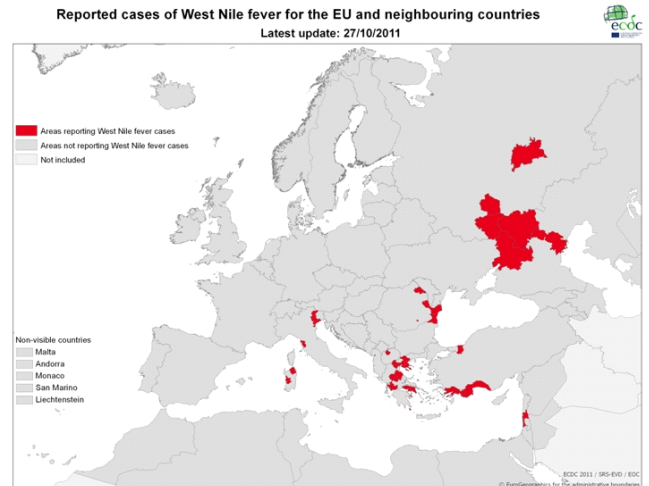 Reported cases of West Nile fever for the EU and neighbouring countries
Latest update: 27/10/2011
ecdc
Areas reporting West Nile fever cases
Areas not reporting West Nile fever cases
Not included
Non-visible countries
Malta
Andorra
Monaco
San Marino
Liechtenstein
ECDC 2011 / SRS-EVD / EOC
© EuroGeographics for the administrative boundaries